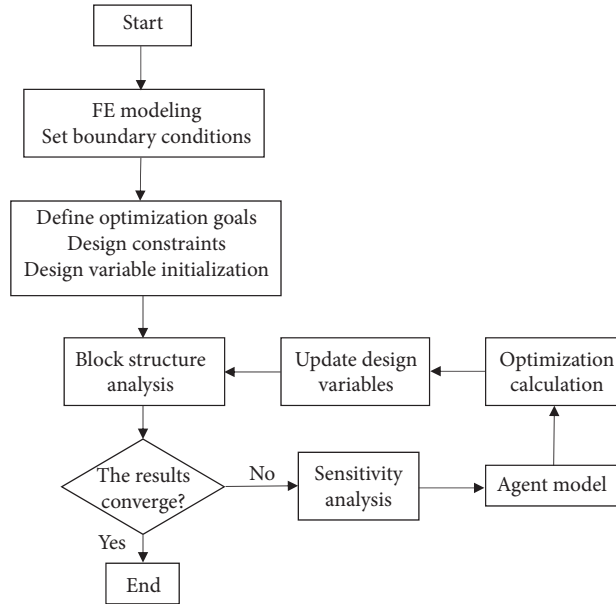 Start
FE modeling
Set boundary conditions
Define optimization goals
Design constraints
Design variable initialization
Block structure
analysis
Update design
variables
Optimization
calculation
The results
converge?
No
Sensitivity
analysis
Agent model
Yes
End